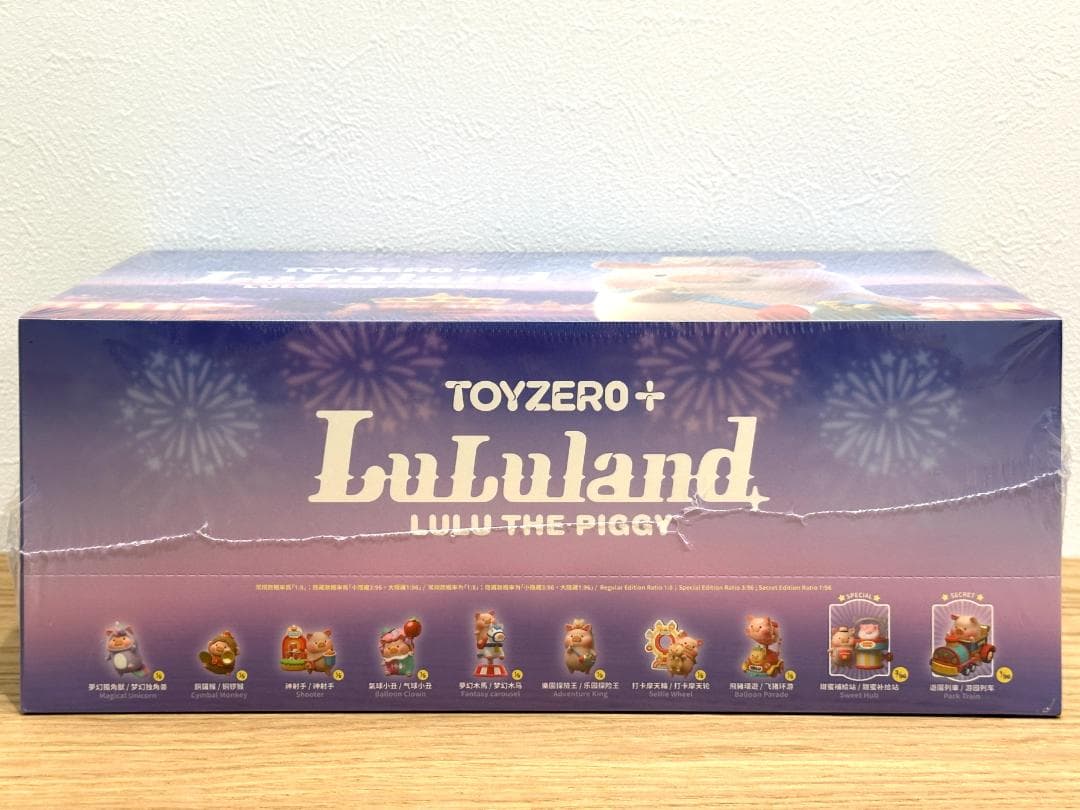 TOYZERO+
TOYZERO+
LuLuland
LULU THE PIGGY
Regular Edition Ratio 1:8 ; Special Edition Ratio 3:96 ; Secret Edition Ratio 1:96
SPECIAL
SECRET
夢幻獨角獸 / 梦幻独角兽
Magical Unicorn
銅鑼猴 / 铜锣猴
Cymbal Monkey
神射手 / 神射手
Shooter
氣球小丑 / 气球小丑
Balloon Clown
夢幻木馬 / 梦幻木马
Fantasy carousel
樂園探險王 / 乐园探险王
Adventure King
打卡摩天輪 / 打卡摩天轮
Selfie Wheel
飛豬環遊 / 飞猪环游
Balloon Parade
甜蜜補給站 / 甜蜜补给站
Sweet Hub
遊園列車 / 游园列车
Park Train